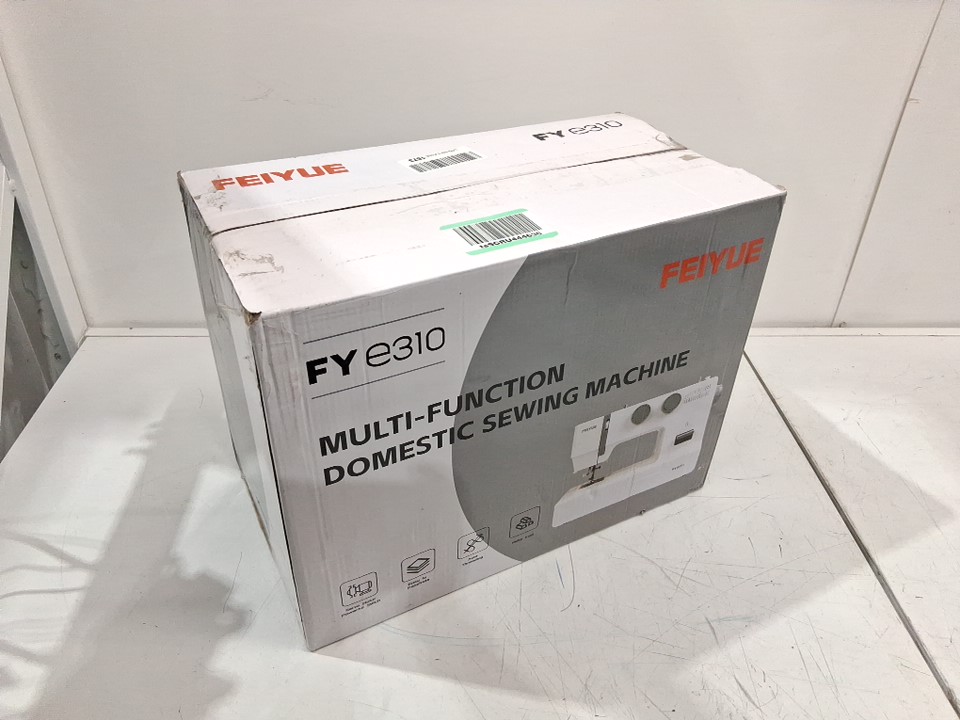 FEIYUE
FY e310
FEIYUE
FY e310
MULTI-FUNCTION
DOMESTIC SEWING MACHINE